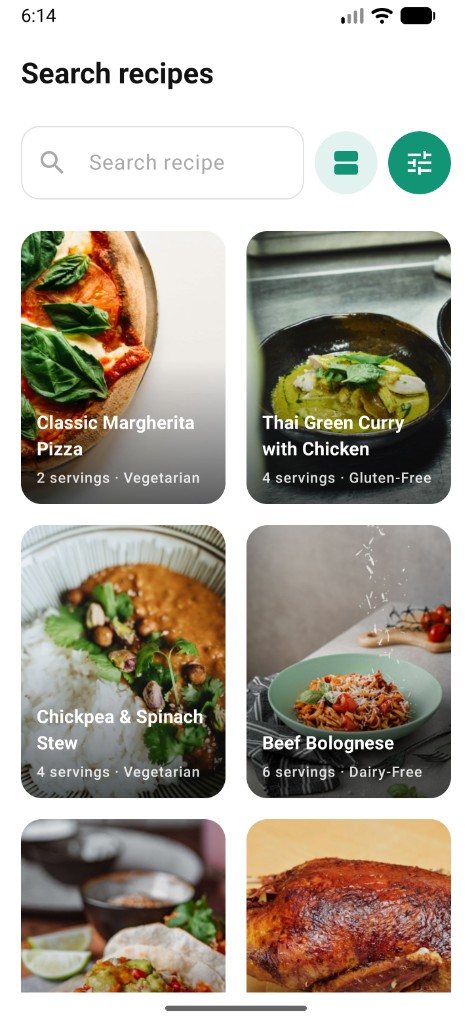 6:14
Search recipes
Search recipe
Classic Margherita
Pizza
2 servings · Vegetarian
Thai Green Curry
with Chicken
4 servings · Gluten-Free
Chickpea & Spinach
Stew
4 servings · Vegetarian
Beef Bolognese
6 servings · Dairy-Free